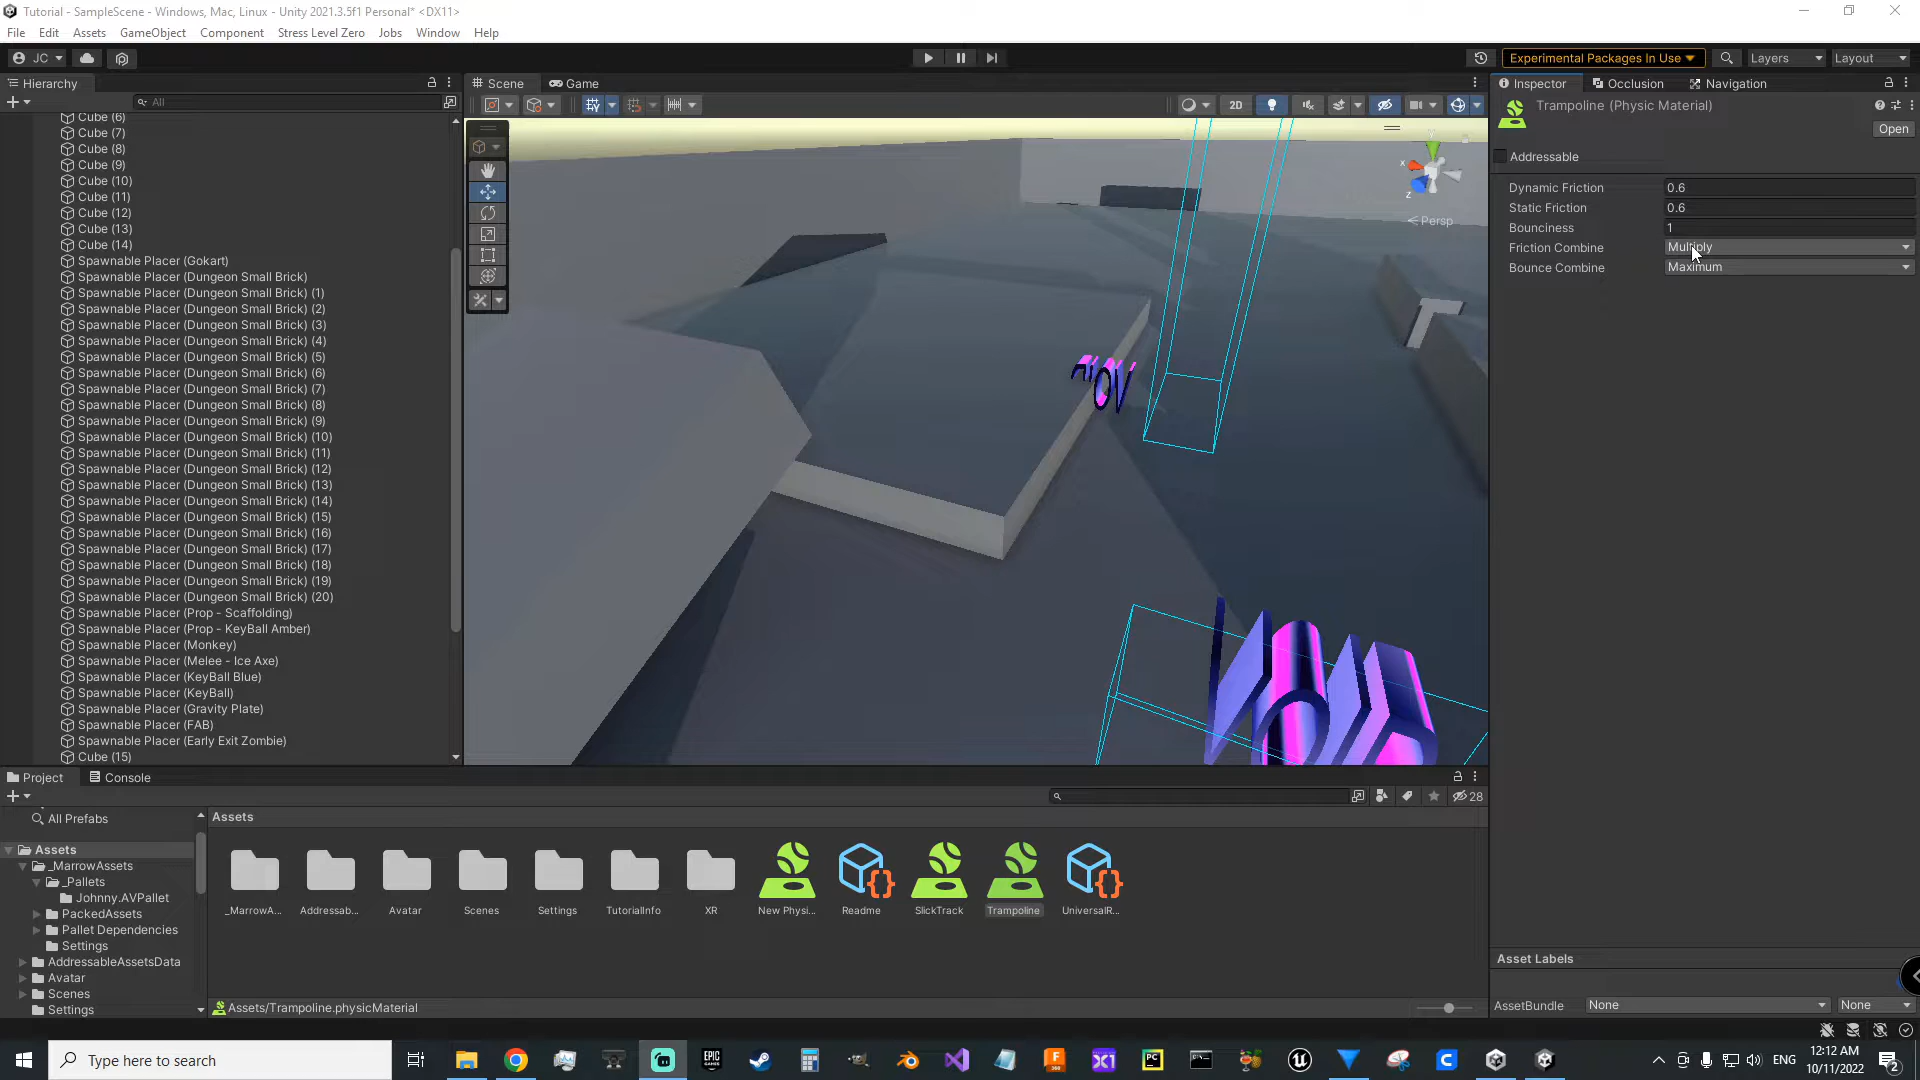 Tutorial - SampleScene - Windows, Mac, Linux - Unity 2021.3.5f1 Personal* <DX11>
File Edit Assets GameObject Component Stress Level Zero Jobs Window Help
JC Experimental Packages In Use Layers Layout
Hierarchy Scene Game Inspector Occlusion Navigation
All
2D
Trampoline (Physic Material)
Open
Addressable
Dynamic Friction 0.6
Static Friction 0.6
Bounciness 1
Friction Combine Multiply
Bounce Combine Maximum
x
z
Persp
Cube (6)
Cube (7)
Cube (8)
Cube (9)
Cube (10)
Cube (11)
Cube (12)
Cube (13)
Cube (14)
Spawnable Placer (Gokart)
Spawnable Placer (Dungeon Small Brick)
Spawnable Placer (Dungeon Small Brick) (1)
Spawnable Placer (Dungeon Small Brick) (2)
Spawnable Placer (Dungeon Small Brick) (3)
Spawnable Placer (Dungeon Small Brick) (4)
Spawnable Placer (Dungeon Small Brick) (5)
Spawnable Placer (Dungeon Small Brick) (6)
Spawnable Placer (Dungeon Small Brick) (7)
Spawnable Placer (Dungeon Small Brick) (8)
Spawnable Placer (Dungeon Small Brick) (9)
Spawnable Placer (Dungeon Small Brick) (10)
Spawnable Placer (Dungeon Small Brick) (11)
Spawnable Placer (Dungeon Small Brick) (12)
Spawnable Placer (Dungeon Small Brick) (13)
Spawnable Placer (Dungeon Small Brick) (14)
Spawnable Placer (Dungeon Small Brick) (15)
Spawnable Placer (Dungeon Small Brick) (16)
Spawnable Placer (Dungeon Small Brick) (17)
Spawnable Placer (Dungeon Small Brick) (18)
Spawnable Placer (Dungeon Small Brick) (19)
Spawnable Placer (Dungeon Small Brick) (20)
Spawnable Placer (Prop - Scaffolding)
Spawnable Placer (Prop - KeyBall Amber)
Spawnable Placer (Monkey)
Spawnable Placer (Melee - Ice Axe)
Spawnable Placer (KeyBall Blue)
Spawnable Placer (KeyBall)
Spawnable Placer (Gravity Plate)
Spawnable Placer (FAB)
Spawnable Placer (Early Exit Zombie)
Cube (15)
Project Console
28
All Prefabs
Assets
_MarrowAssets
_Pallets
Johnny.AVPallet
PackedAssets
Pallet Dependencies
Settings
AddressableAssetsData
Avatar
Scenes
Settings
Assets
_MarrowA... Addressab... Avatar Scenes Settings TutorialInfo XR New Physi... Readme SlickTrack Trampoline UniversalR...
Assets/Trampoline.physicMaterial
Asset Labels
AssetBundle None None
Type here to search
EPIC GAMES
F 360
X1
PC
ENG
12:12 AM
10/11/2022
2